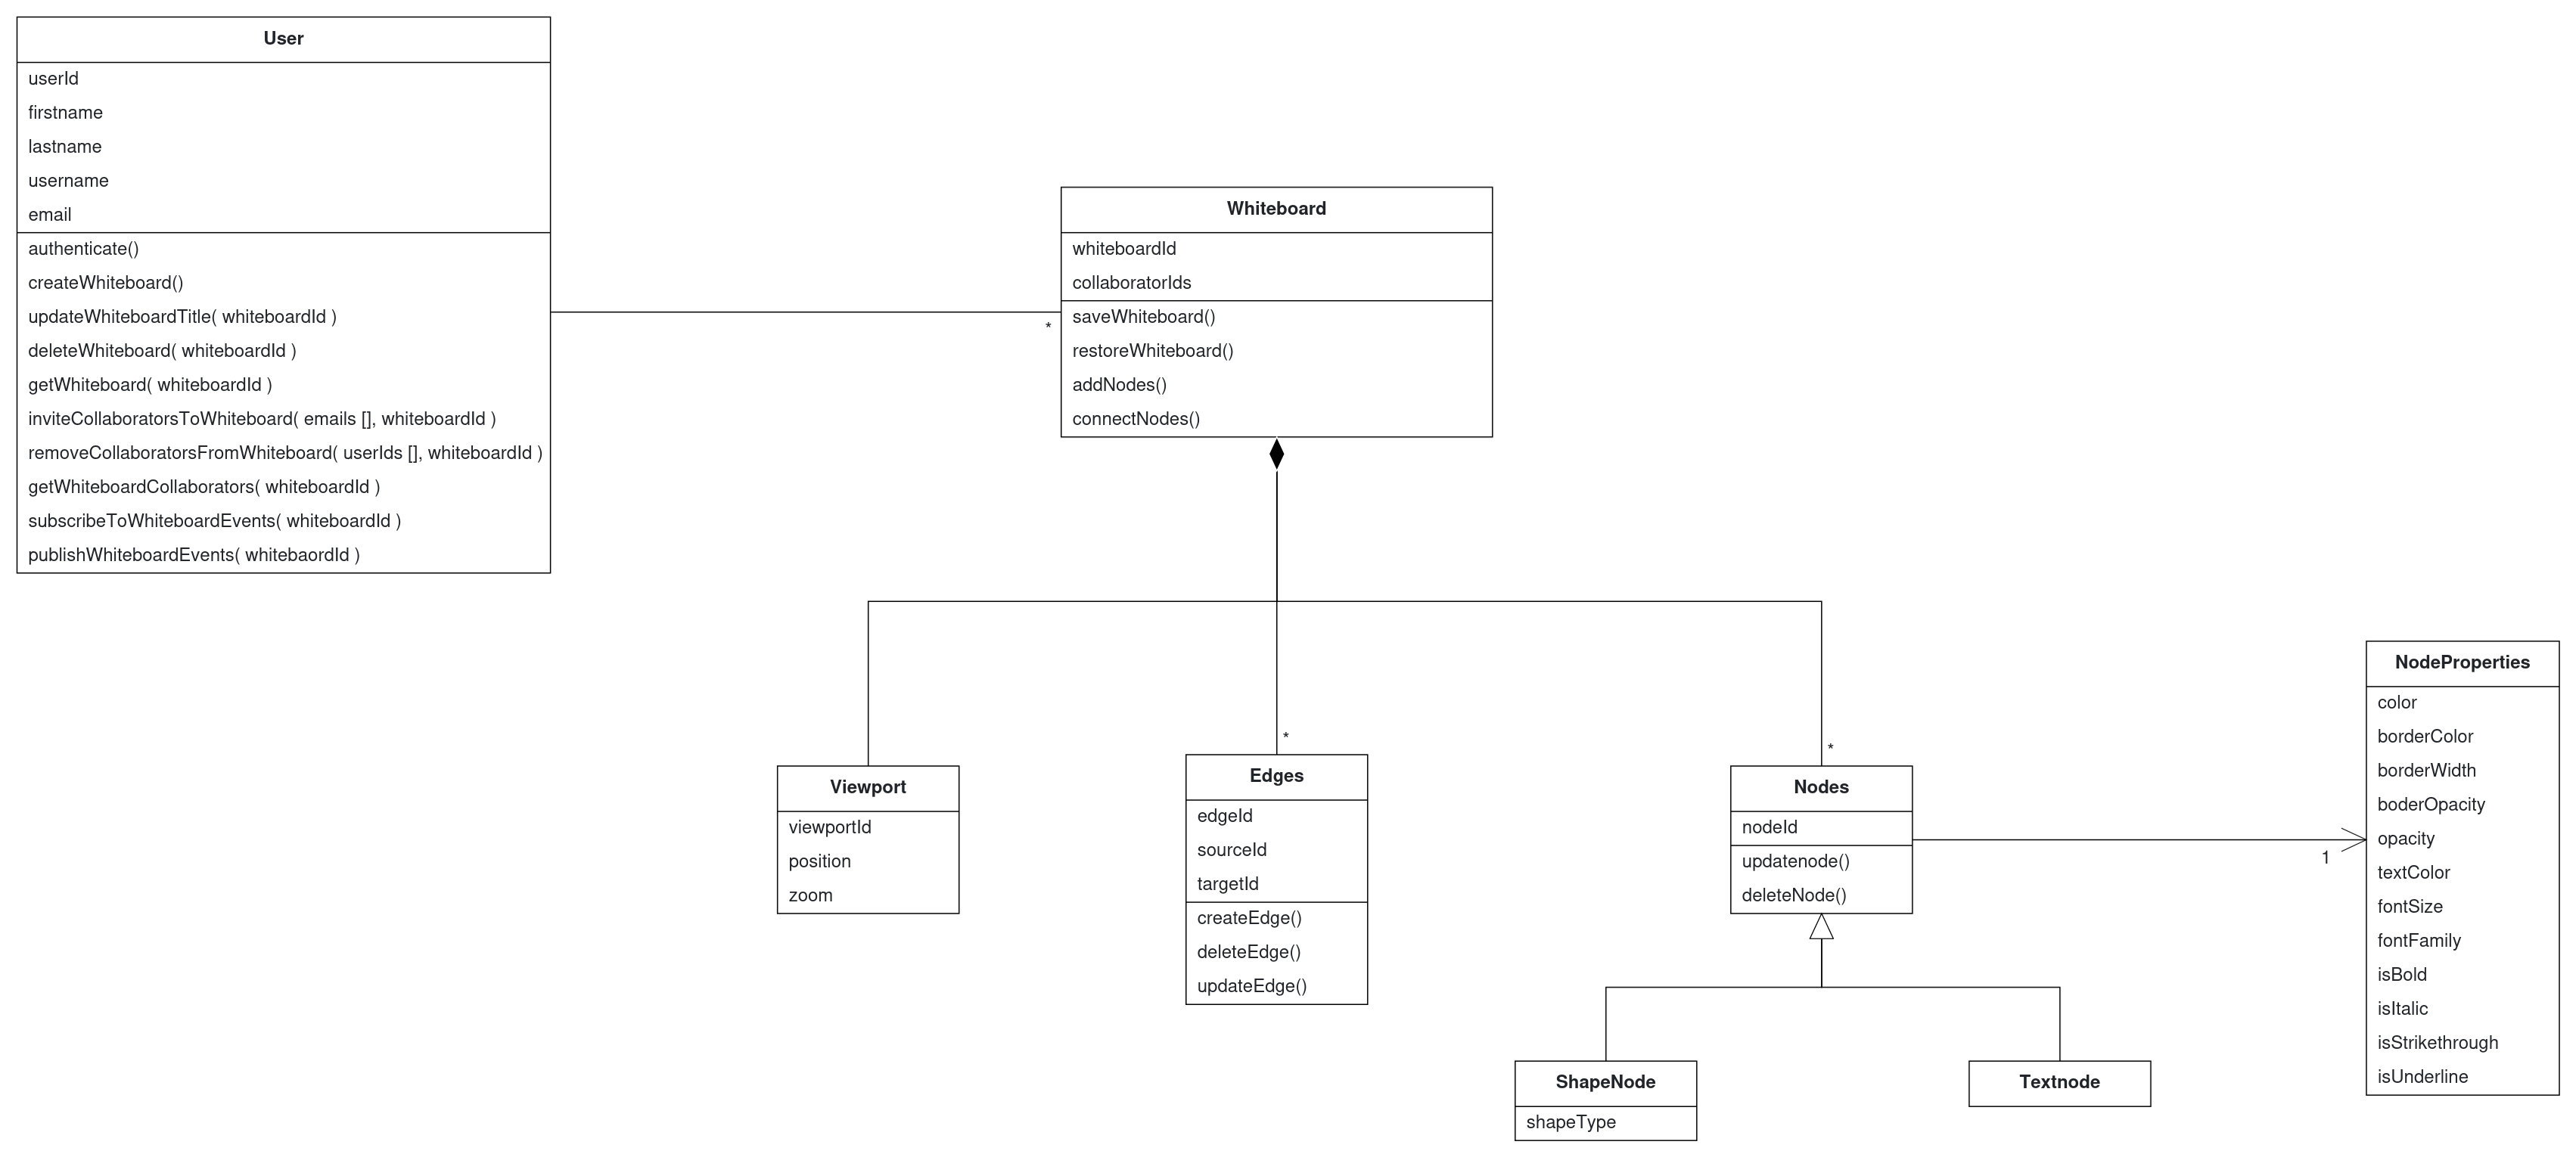 User
userId
firstname
lastname
username
email
authenticate()
createWhiteboard()
updateWhiteboardTitle( whiteboardId )
deleteWhiteboard( whiteboardId )
getWhiteboard( whiteboardId )
inviteCollaboratorsToWhiteboard( emails [], whiteboardId )
removeCollaboratorsFromWhiteboard( userIds [], whiteboardId )
getWhiteboardCollaborators( whiteboardId )
subscribeToWhiteboardEvents( whiteboardId )
publishWhiteboardEvents( whitebaordId )
*
Whiteboard
whiteboardId
collaboratorIds
saveWhiteboard()
restoreWhiteboard()
addNodes()
connectNodes()
Viewport
viewportId
position
zoom
*
Edges
edgeId
sourceId
targetId
createEdge()
deleteEdge()
updateEdge()
*
Nodes
nodeId
updatenode()
deleteNode()
1
NodeProperties
color
borderColor
borderWidth
boderOpacity
opacity
textColor
fontSize
fontFamily
isBold
isItalic
isStrikethrough
isUnderline
ShapeNode
shapeType
Textnode